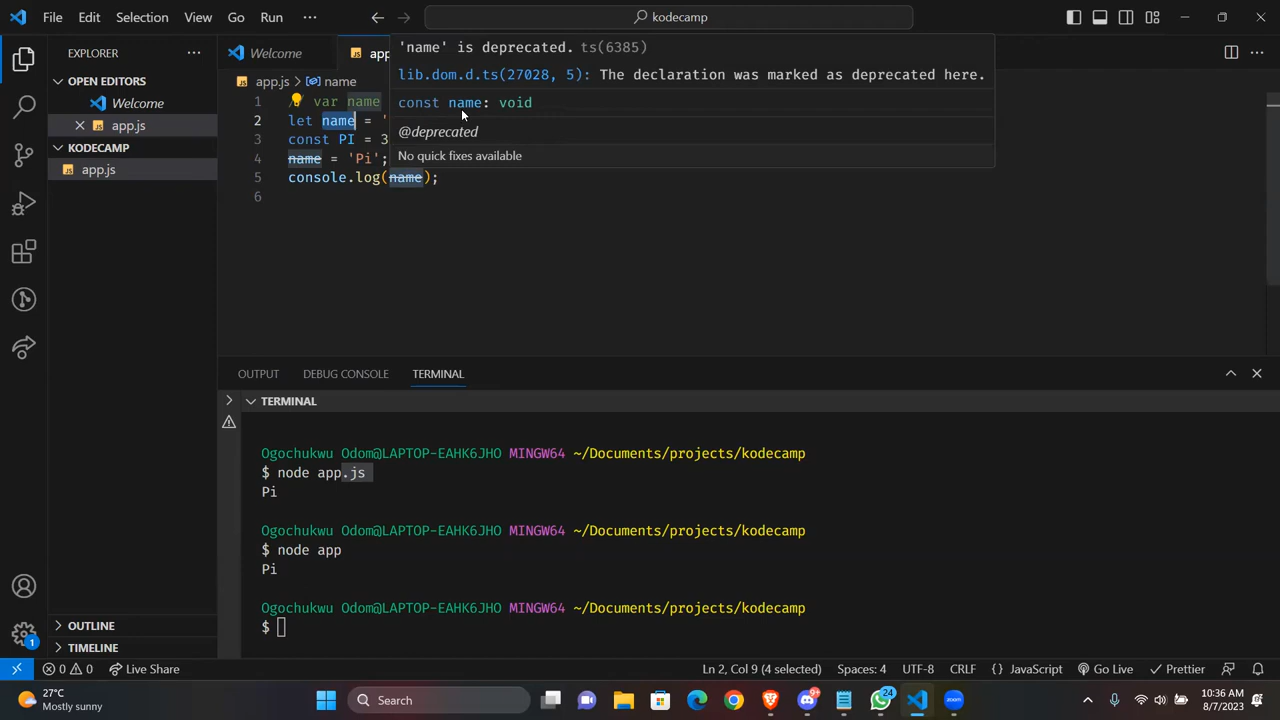 File Edit Selection View Go Run ··· kodecamp
EXPLORER ···
OPEN EDITORS
Welcome
app.js
KODECAMP
app.js
OUTLINE
TIMELINE
Welcome
app
app.js > name
'name' is deprecated. ts(6385)
lib.dom.d.ts(27028, 5): The declaration was marked as deprecated here.
const name: void
@deprecated
No quick fixes available
1 // var name
2 let name = '
3 const PI = 3
4 name = 'Pi';
5 console.log(name);
6
OUTPUT DEBUG CONSOLE TERMINAL
TERMINAL
Ogochukwu Odom@LAPTOP-EAHK6JHO MINGW64 ~/Documents/projects/kodecamp
$ node app.js
Pi
Ogochukwu Odom@LAPTOP-EAHK6JHO MINGW64 ~/Documents/projects/kodecamp
$ node app
Pi
Ogochukwu Odom@LAPTOP-EAHK6JHO MINGW64 ~/Documents/projects/kodecamp
$
1
0 0 Live Share Ln 2, Col 9 (4 selected) Spaces: 4 UTF-8 CRLF {} JavaScript Go Live Prettier
27°C
Mostly sunny
Search
24
10:36 AM
8/7/2023